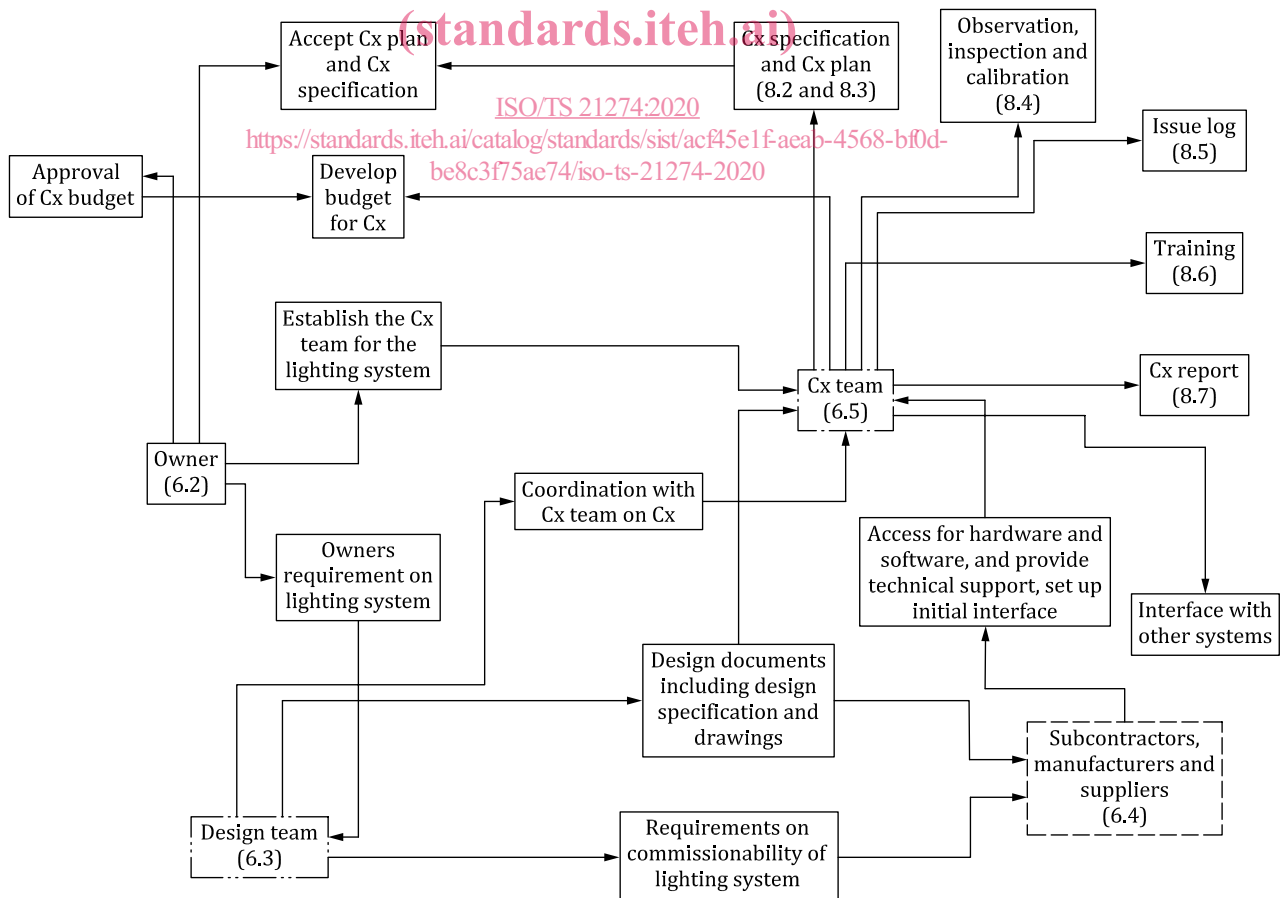 (standards.iteh.ai)
Accept Cx plan
and Cx
specification
Cx specification
and Cx plan
(8.2 and 8.3)
Observation,
inspection and
calibration
(8.4)
ISO/TS 21274:2020
https://standards.iteh.ai/catalog/standards/sist/acf45e1f-aeab-4568-bf0d-
be8c3f75ae74/iso-ts-21274-2020
Issue log
(8.5)
Approval
of Cx budget
Develop
budget
for Cx
Training
(8.6)
Establish the Cx
team for the
lighting system
Cx team
(6.5)
Cx report
(8.7)
Owner
(6.2)
Coordination with
Cx team on Cx
Owners
requirement on
lighting system
Access for hardware and
software, and provide
technical support, set up
initial interface
Interface with
other systems
Design documents
including design
specification and
drawings
Subcontractors,
manufacturers and
suppliers
(6.4)
Design team
(6.3)
Requirements on
commissionability of
lighting system